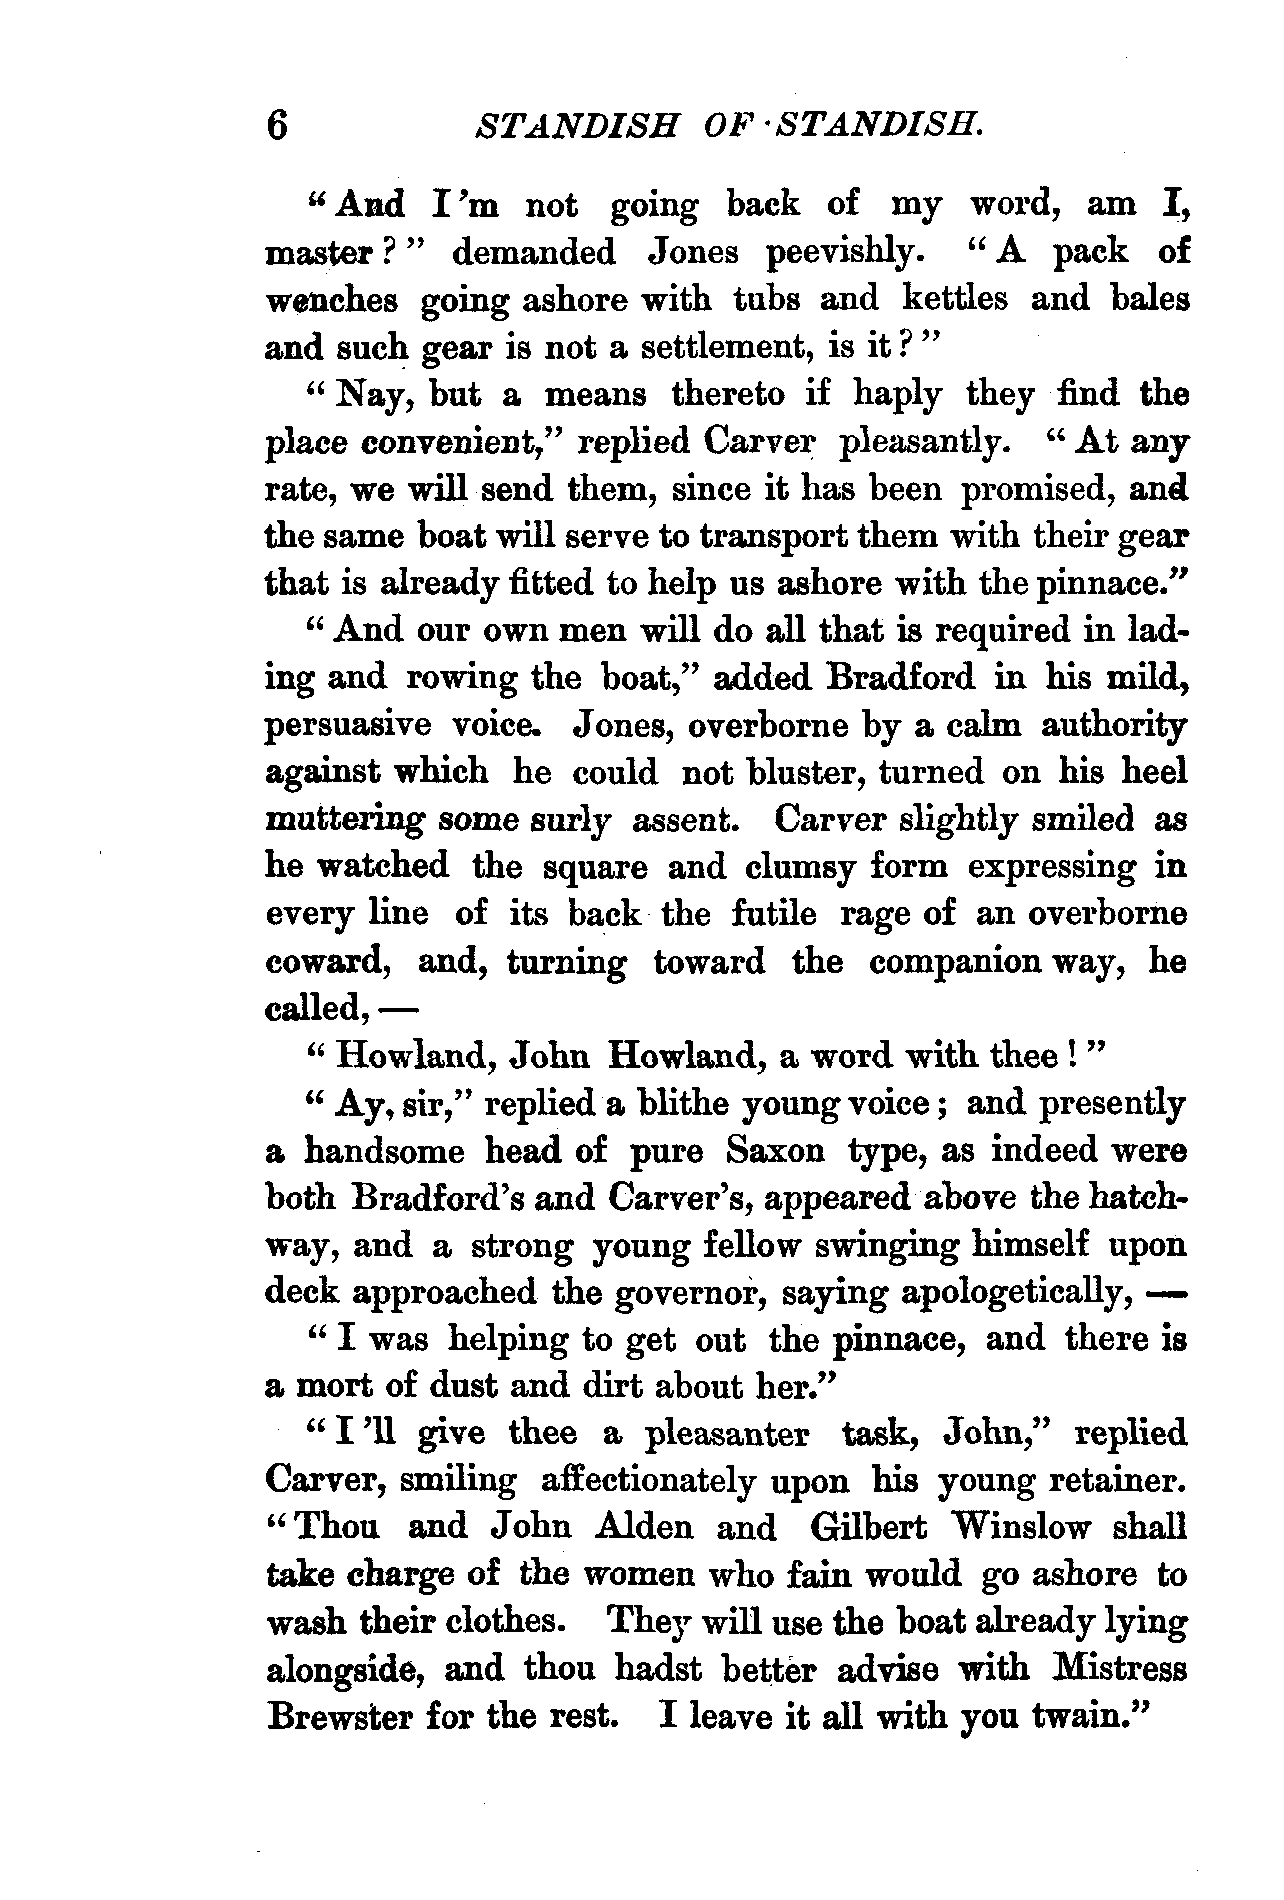 6 STANDISH OF STANDISH.
“And I’m not going back of my word, am I,
master?” demanded Jones peevishly. “A pack of
wenches going ashore with tubs and kettles and bales
and such gear is not a settlement, is it?”
“Nay, but a means thereto if haply they find the
place convenient,” replied Carver pleasantly. “At any
rate, we will send them, since it has been promised, and
the same boat will serve to transport them with their gear
that is already fitted to help us ashore with the pinnace.”
“And our own men will do all that is required in lad-
ing and rowing the boat,” added Bradford in his mild,
persuasive voice. Jones, overborne by a calm authority
against which he could not bluster, turned on his heel
muttering some surly assent. Carver slightly smiled as
he watched the square and clumsy form expressing in
every line of its back the futile rage of an overborne
coward, and, turning toward the companion way, he
called, —
“Howland, John Howland, a word with thee!”
“Ay, sir,” replied a blithe young voice; and presently
a handsome head of pure Saxon type, as indeed were
both Bradford’s and Carver’s, appeared above the hatch-
way, and a strong young fellow swinging himself upon
deck approached the governor, saying apologetically, —
“I was helping to get out the pinnace, and there is
a mort of dust and dirt about her.”
“I’ll give thee a pleasanter task, John,” replied
Carver, smiling affectionately upon his young retainer.
“Thou and John Alden and Gilbert Winslow shall
take charge of the women who fain would go ashore to
wash their clothes. They will use the boat already lying
alongside, and thou hadst better advise with Mistress
Brewster for the rest. I leave it all with you twain.”